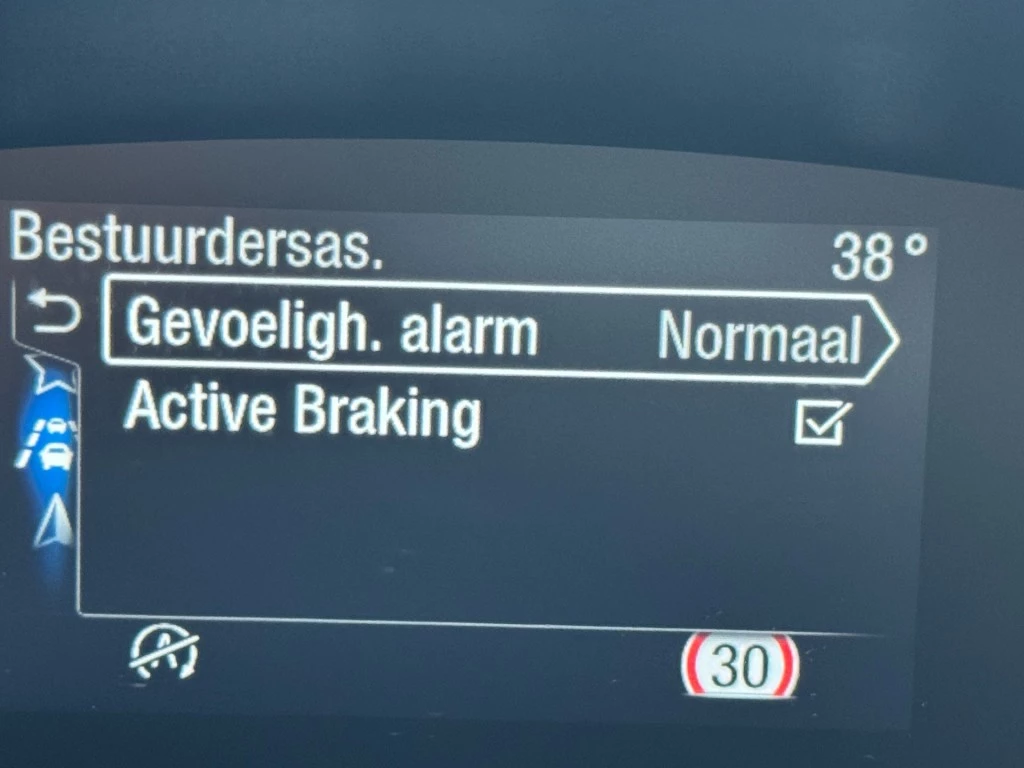 Bestuurdersas. 38°
Gevoeligh. alarm Normaal
Active Braking
A 30